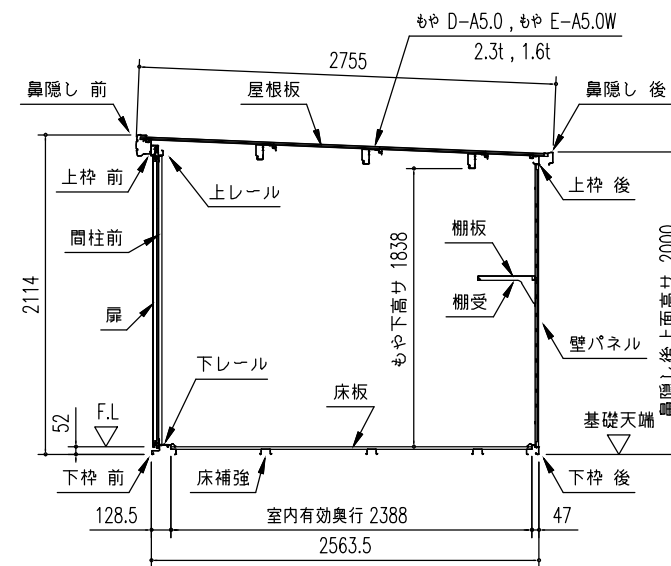 もや D-A5.0 , もや E-A5.0W
2.3t , 1.6t
2755
鼻隠し 前
屋根板
鼻隠し 後
上枠 前
上レール
上枠 後
間柱前
棚板
もや下高サ 1838
鼻隠し後 上面高サ 2000
2114
扉
棚受
壁パネル
下レール
床板
52
F.L
基礎天端
下枠 前
床補強
下枠 後
128.5
室内有効奥行 2388
47
2563.5